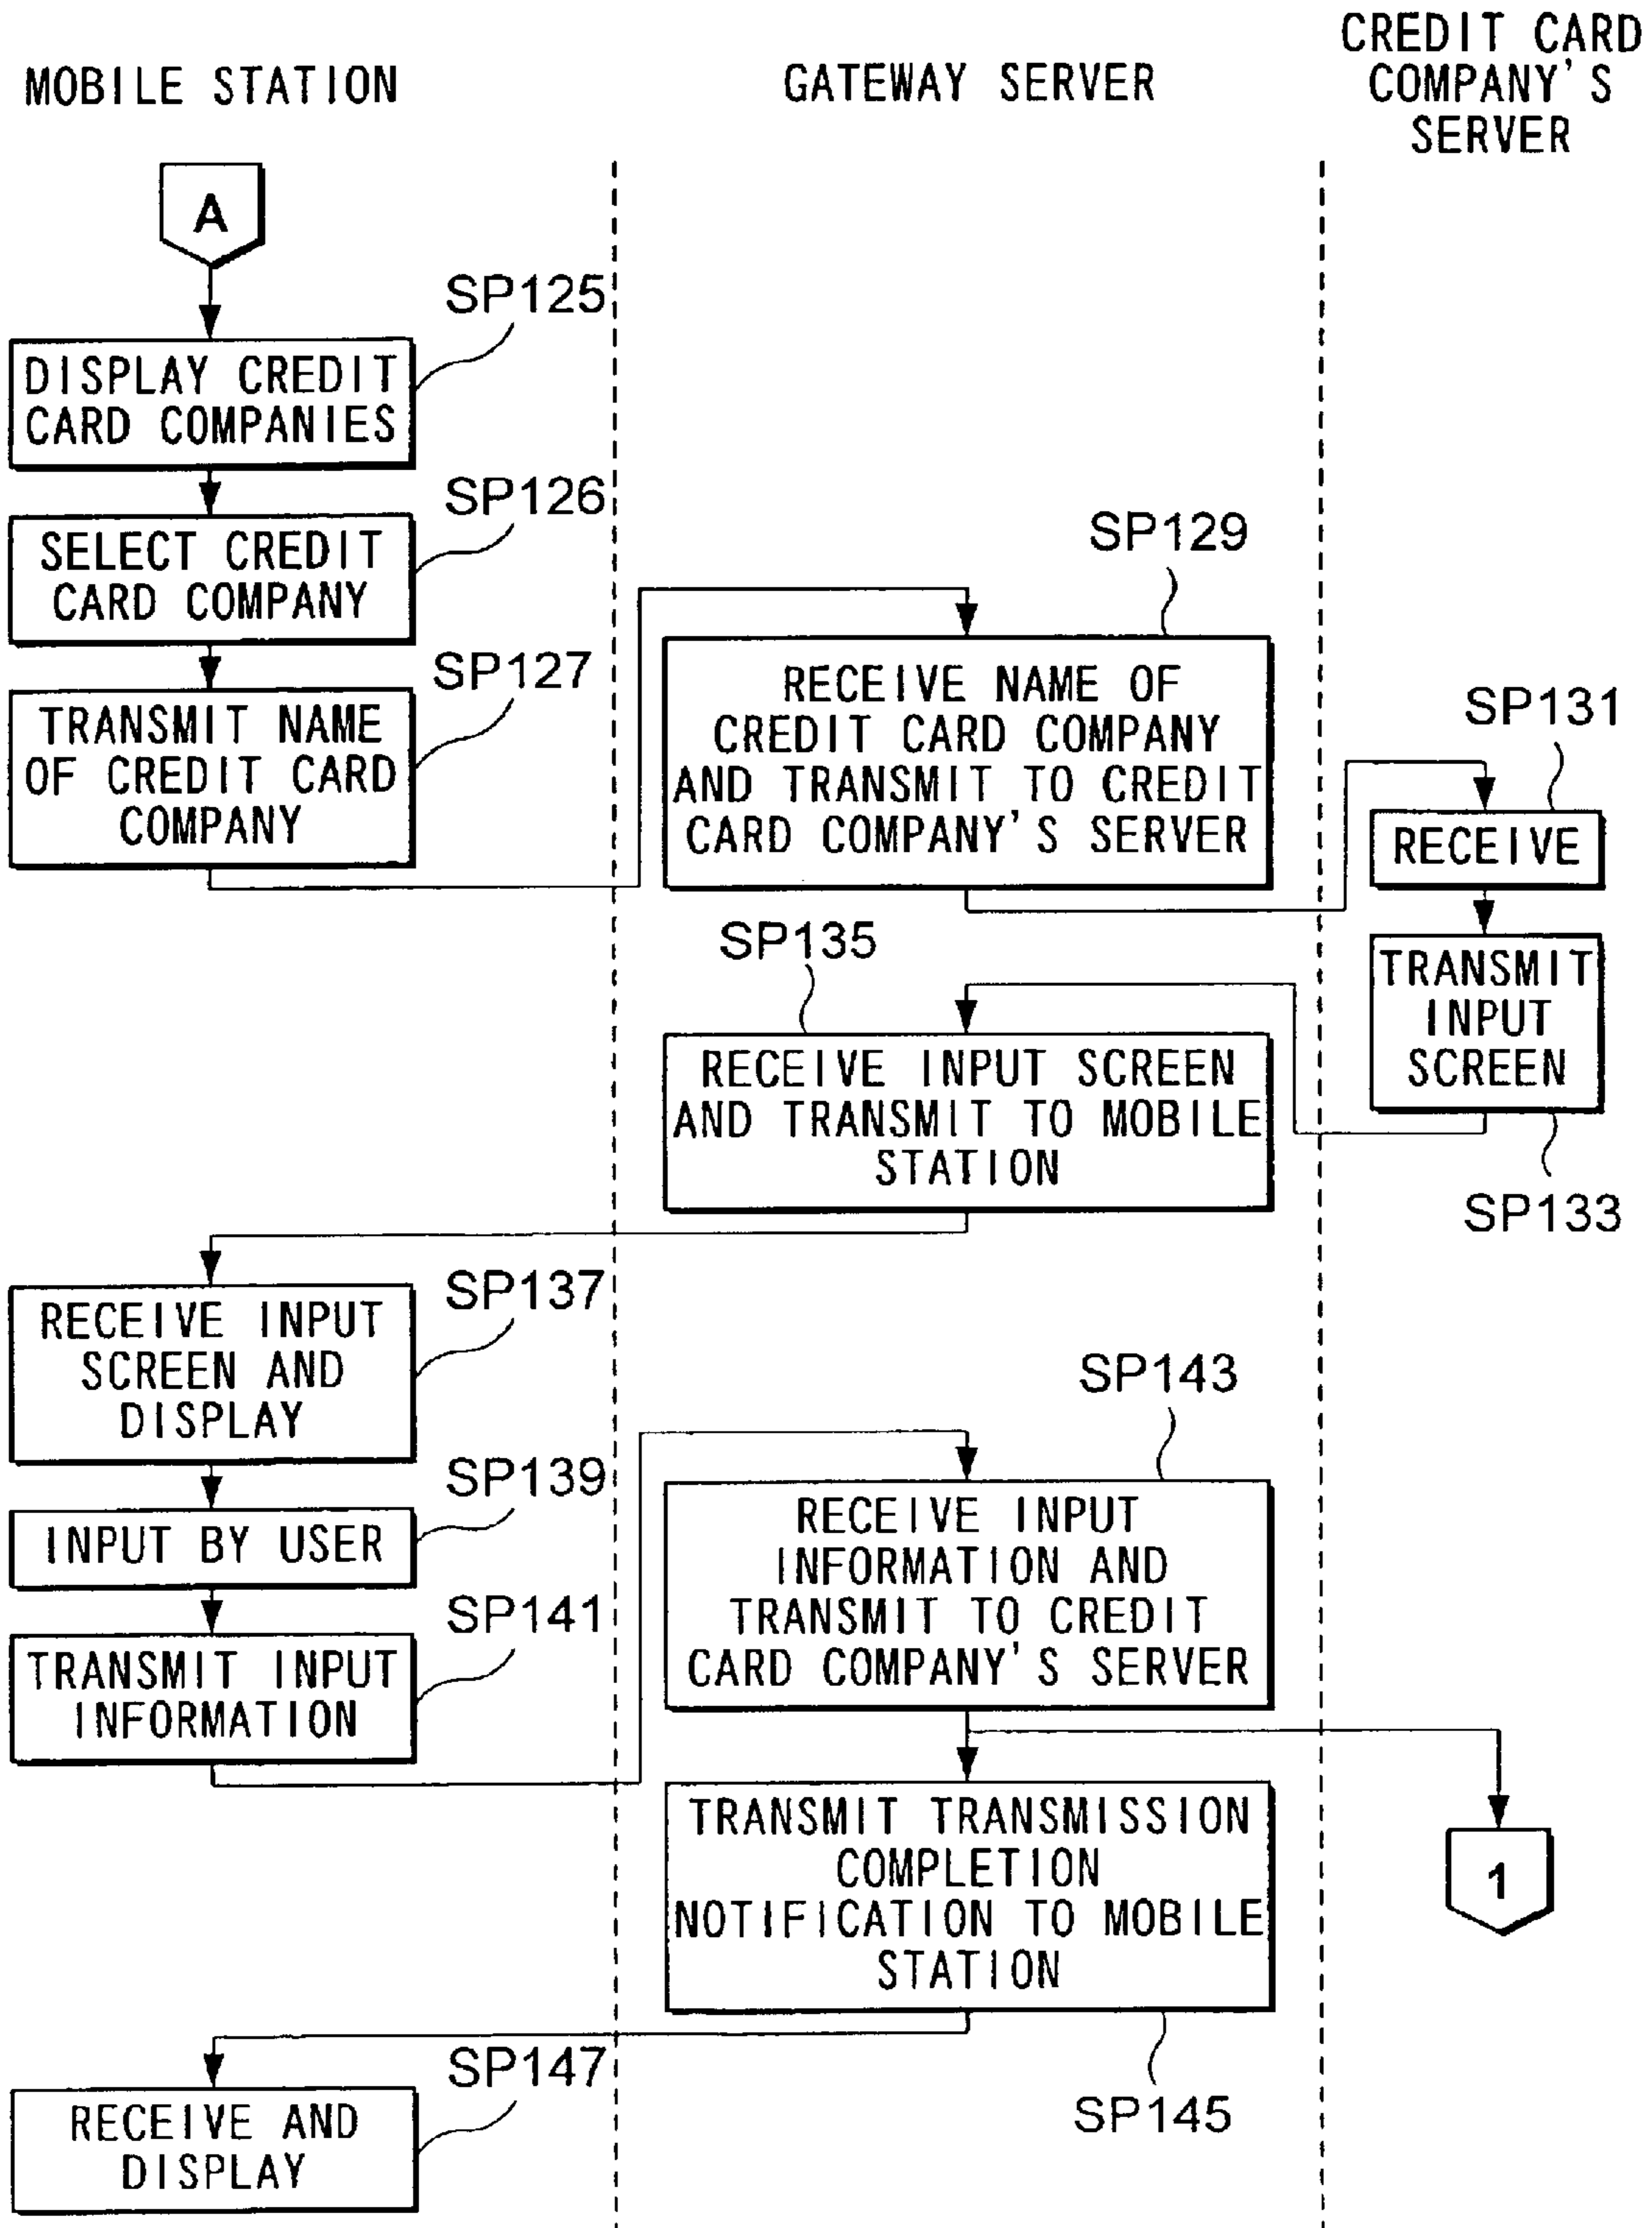 MOBILE STATION
GATEWAY SERVER
CREDIT CARD
COMPANY'S
SERVER
A
SP125
DISPLAY CREDIT
CARD COMPANIES
SP126
SELECT CREDIT
CARD COMPANY
SP127
TRANSMIT NAME
OF CREDIT CARD
COMPANY
SP129
RECEIVE NAME OF
CREDIT CARD COMPANY
AND TRANSMIT TO CREDIT
CARD COMPANY'S SERVER
SP131
RECEIVE
TRANSMIT
INPUT
SCREEN
SP133
SP135
RECEIVE INPUT SCREEN
AND TRANSMIT TO MOBILE
STATION
SP137
RECEIVE INPUT
SCREEN AND
DISPLAY
SP139
INPUT BY USER
SP141
TRANSMIT INPUT
INFORMATION
SP143
RECEIVE INPUT
INFORMATION AND
TRANSMIT TO CREDIT
CARD COMPANY'S SERVER
1
TRANSMIT TRANSMISSION
COMPLETION
NOTIFICATION TO MOBILE
STATION
SP145
SP147
RECEIVE AND
DISPLAY